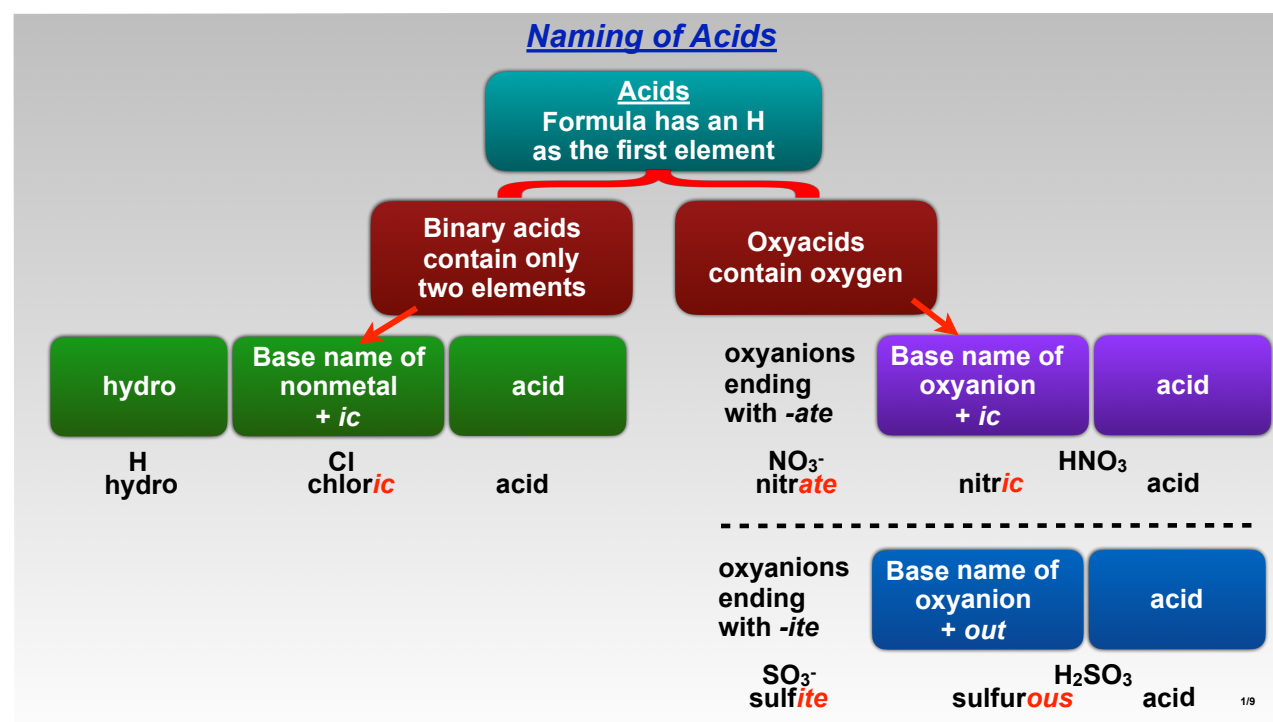 Naming of Acids
Acids
Formula has an H
as the first element
Binary acids
contain only
two elements
Oxyacids
contain oxygen
hydro
Base name of
nonmetal
+ ic
acid
H
hydro
Cl
chloric
acid
oxyanions
ending
with -ate
Base name of
oxyanion
+ ic
acid
NO₃⁻
nitrate
HNO₃
nitric acid
oxyanions
ending
with -ite
Base name of
oxyanion
+ out
acid
SO₃⁻
sulfite
H₂SO₃
sulfurous acid
1/9